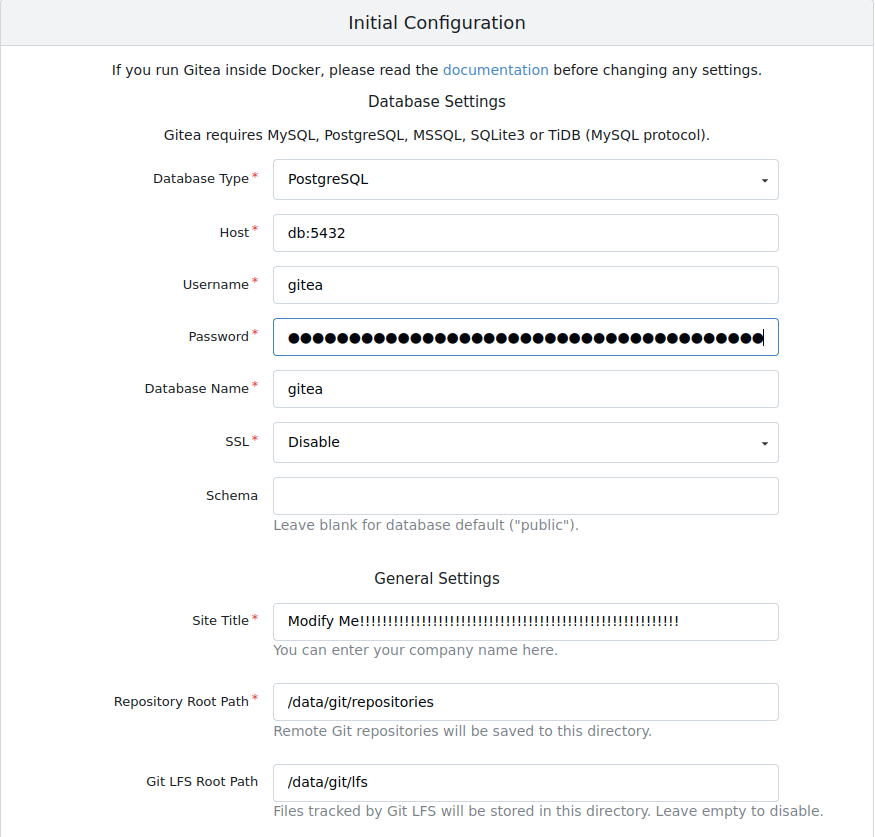 Initial Configuration
If you run Gitea inside Docker, please read the documentation before changing any settings.
Database Settings
Gitea requires MySQL, PostgreSQL, MSSQL, SQLite3 or TiDB (MySQL protocol).
Database Type* PostgreSQL
Host* db:5432
Username* gitea
Password* ●●●●●●●●●●●●●●●●●●●●●●●●●●●●●●●●●●●●●●●
Database Name* gitea
SSL* Disable
Schema
Leave blank for database default ("public").
General Settings
Site Title* Modify Me!!!!!!!!!!!!!!!!!!!!!!!!!!!!!!!!!!!!!!!!!!!!!!!!!!!!!!!!!
You can enter your company name here.
Repository Root Path* /data/git/repositories
Remote Git repositories will be saved to this directory.
Git LFS Root Path /data/git/lfs
Files tracked by Git LFS will be stored in this directory. Leave empty to disable.